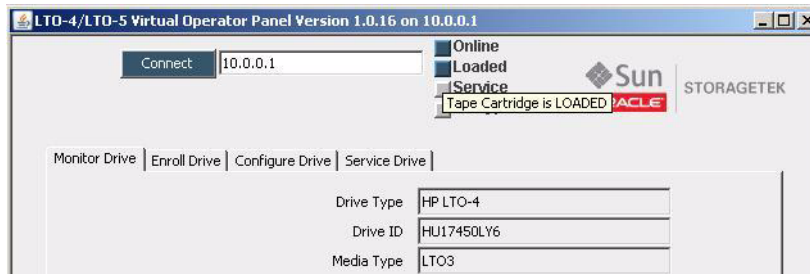 LTO-4/LTO-5 Virtual Operator Panel Version 1.0.16 on 10.0.0.1
Connect 10.0.0.1
Online
Loaded
Service
Tape Cartridge is LOADED
Sun
ACLE
STORAGETEK
Monitor Drive Enroll Drive Configure Drive Service Drive
Drive Type HP LTO-4
Drive ID HU17450LY6
Media Type LTO3